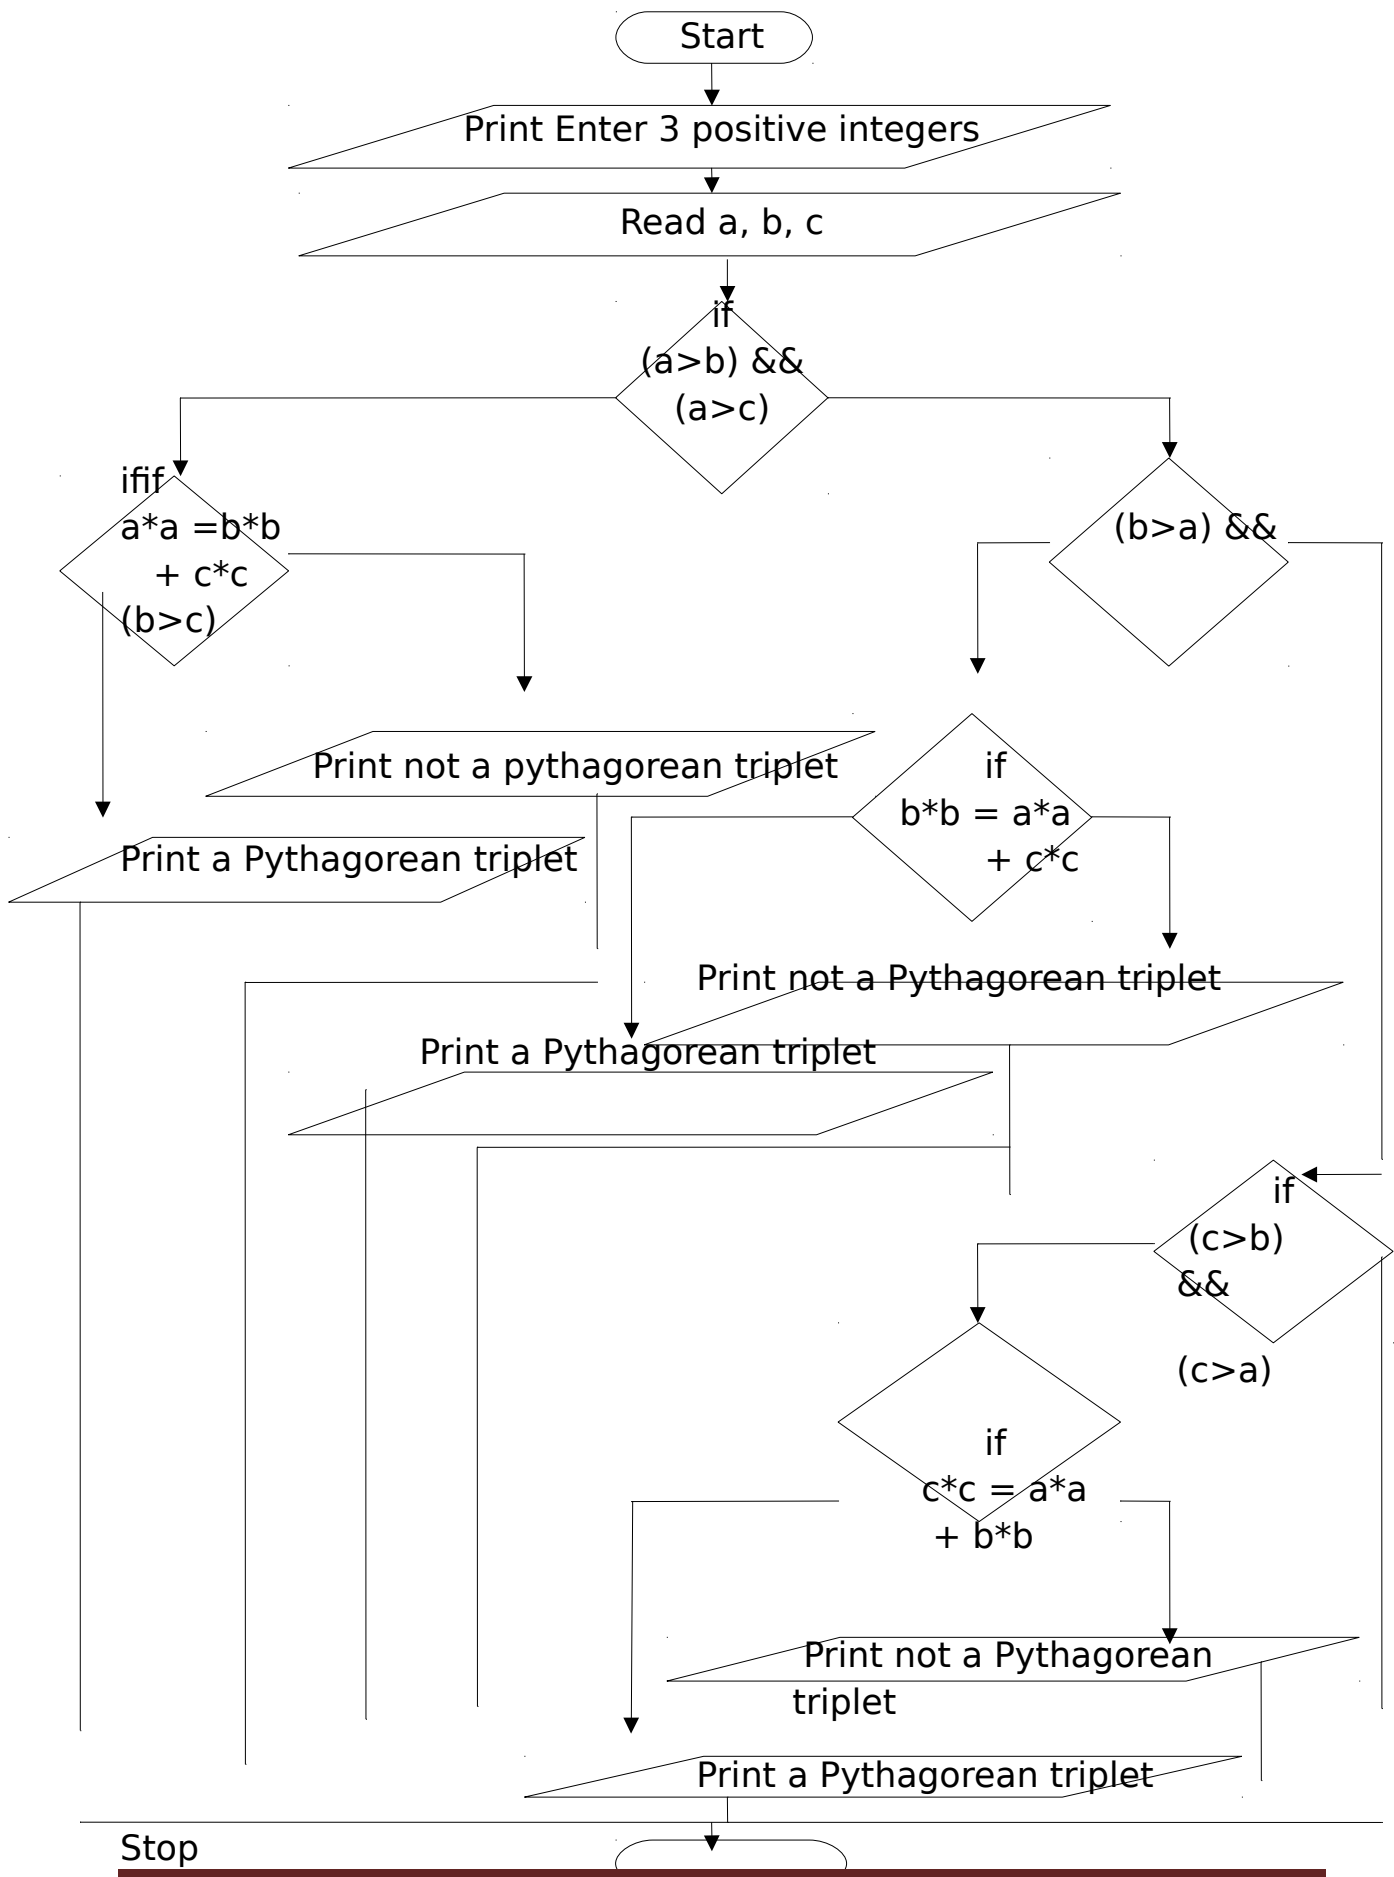 Start
Print Enter 3 positive integers
Read a, b, c
if
(a>b) &&
(a>c)
ifif
a*a =b*b
+ c*c
(b>c)
(b>a) &&
Print not a pythagorean triplet
if
b*b = a*a
+ c*c
Print a Pythagorean triplet
Print not a Pythagorean triplet
Print a Pythagorean triplet
if
(c>b)
&&
(c>a)
if
c*c = a*a
+ b*b
Print not a Pythagorean
triplet
Print a Pythagorean triplet
Stop